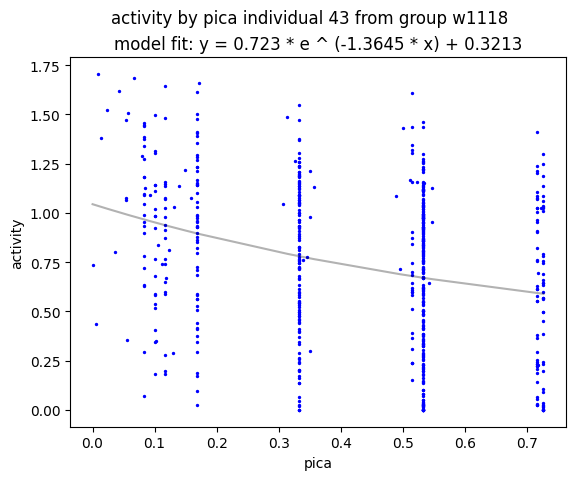 activity by pica individual 43 from group w1118
model fit: y = 0.723 * e ^ (-1.3645 * x) + 0.3213
1.75
1.50
1.25
1.00
0.75
0.50
0.25
0.00
activity
0.0 0.1 0.2 0.3 0.4 0.5 0.6 0.7
pica